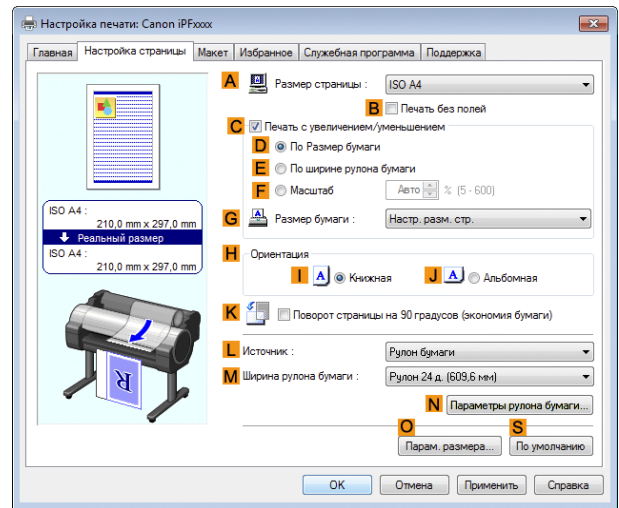 Настройка печати: Canon iPFxxxx
Главная Настройка страницы Макет Избранное Служебная программа Поддержка
A Размер страницы : ISO A4
B Печать без полей
C Печать с увеличением/уменьшением
D По Размер бумаги
E По ширине рулона бумаги
F Масштаб Авто % (5 - 600)
ISO A4 :
210,0 mm x 297,0 mm
Реальный размер
ISO A4 :
210,0 mm x 297,0 mm
G Размер бумаги : Настр. разм. стр.
H Ориентация
I A Книжная J A Альбомная
K Поворот страницы на 90 градусов (экономия бумаги)
L Источник : Рулон бумаги
M Ширина рулона бумаги : Рулон 24 д. (609,6 мм)
R
N Параметры рулона бумаги...
O S
Парам. размера... По умолчанию
OK Отмена Применить Справка